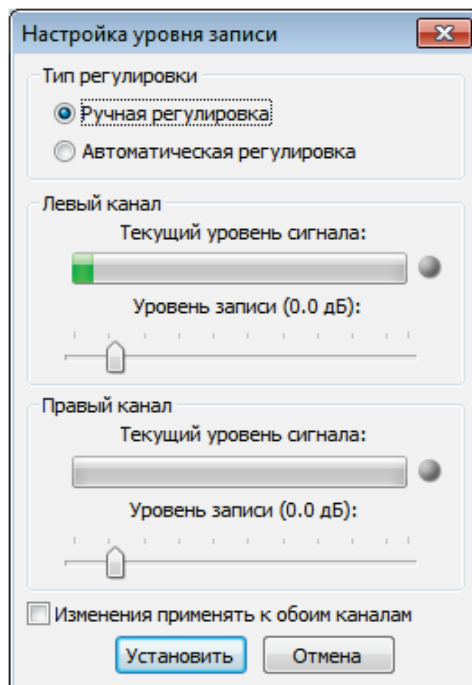 Настройка уровня записи
Тип регулировки
Ручная регулировка
Автоматическая регулировка
Левый канал
Текущий уровень сигнала:
Уровень записи (0.0 дБ):
Правый канал
Текущий уровень сигнала:
Уровень записи (0.0 дБ):
Изменения применять к обоим каналам
Установить Отмена